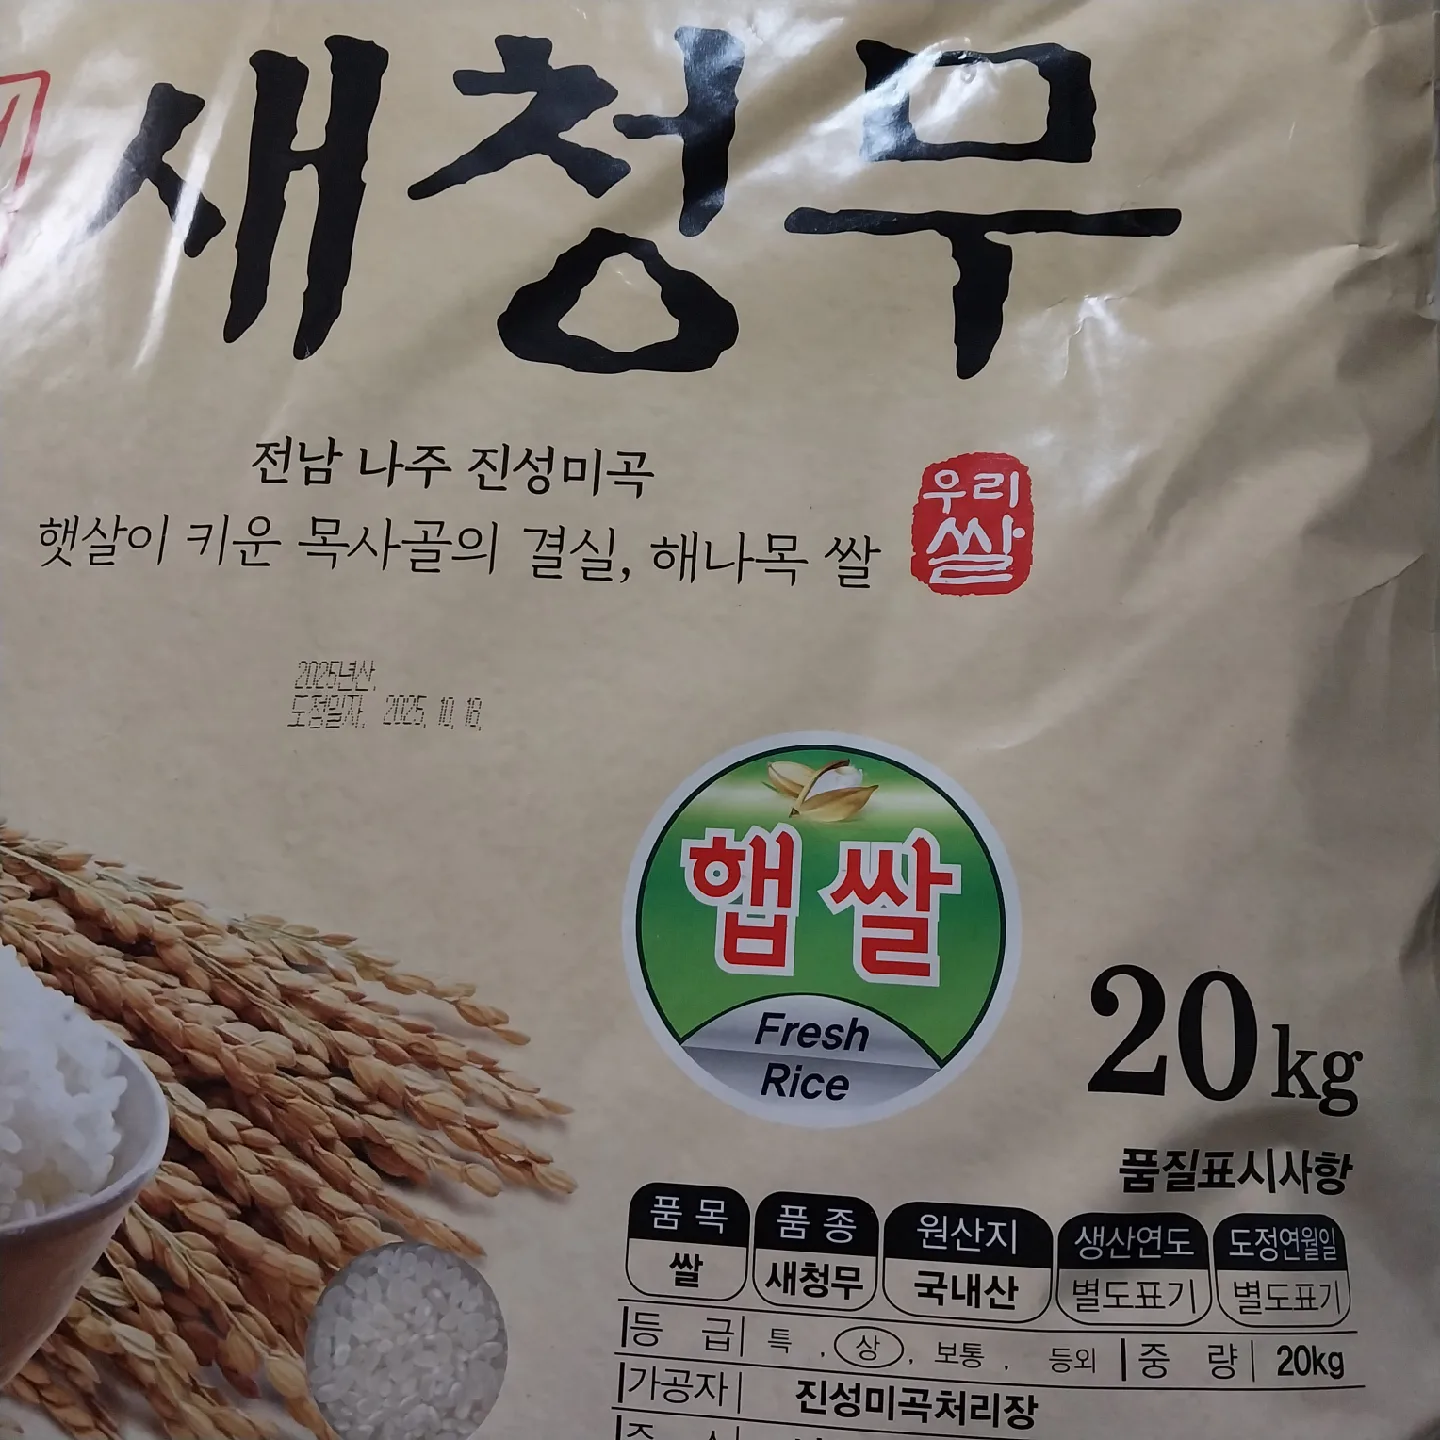 새청무
전남 나주 진성미곡
햇살이 키운 목사골의 결실, 해나목 쌀
우리
쌀
2025년산,
도정일자, 2025, 10, 18,
햅쌀
Fresh
Rice
20kg
품질표시사항
품목 품종 원산지 생산연도 도정연월일
쌀 새청무 국내산 별도표기 별도표기
등 급 특 , 상 , 보통 , 등외 중 량 20kg
가공자 진성미곡처리장